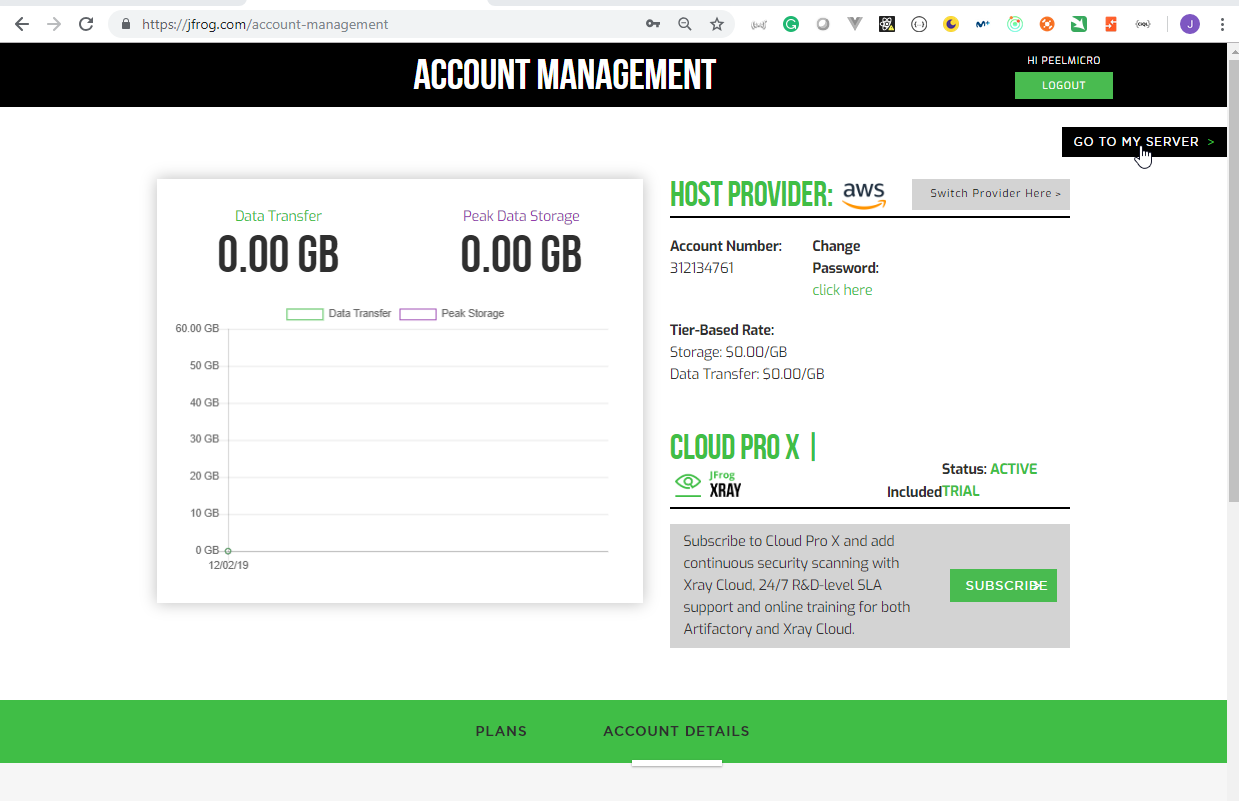 https://jfrog.com/account-management
J
ACCOUNT MANAGEMENT
HI PEELMICRO
LOGOUT
GO TO MY SERVER >
Data Transfer
0.00 GB
Peak Data Storage
0.00 GB
Data Transfer
Peak Storage
60.00 GB
50 GB
40 GB
30 GB
20 GB
10 GB
0 GB
12/02/19
HOST PROVIDER:
aws
Switch Provider Here >
Account Number:
312134761
Change
Password:
click here
Tier-Based Rate:
Storage: $0.00/GB
Data Transfer: $0.00/GB
CLOUD PRO X |
JFrog
XRAY
Status: ACTIVE
Included TRIAL
Subscribe to Cloud Pro X and add
continuous security scanning with
Xray Cloud, 24/7 R&D-level SLA
support and online training for both
Artifactory and Xray Cloud.
SUBSCRIBE >
PLANS
ACCOUNT DETAILS